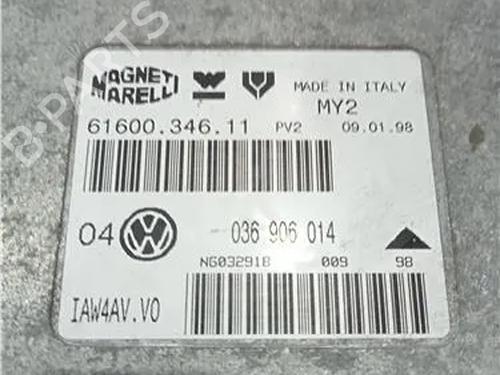 MAGNETI
MARELLI
MADE IN ITALY
MY2
61600.346.11 PV2 09.01.98
04 036 906 014
N6032918 009 98
IAW4AV.V0
B-PARTS